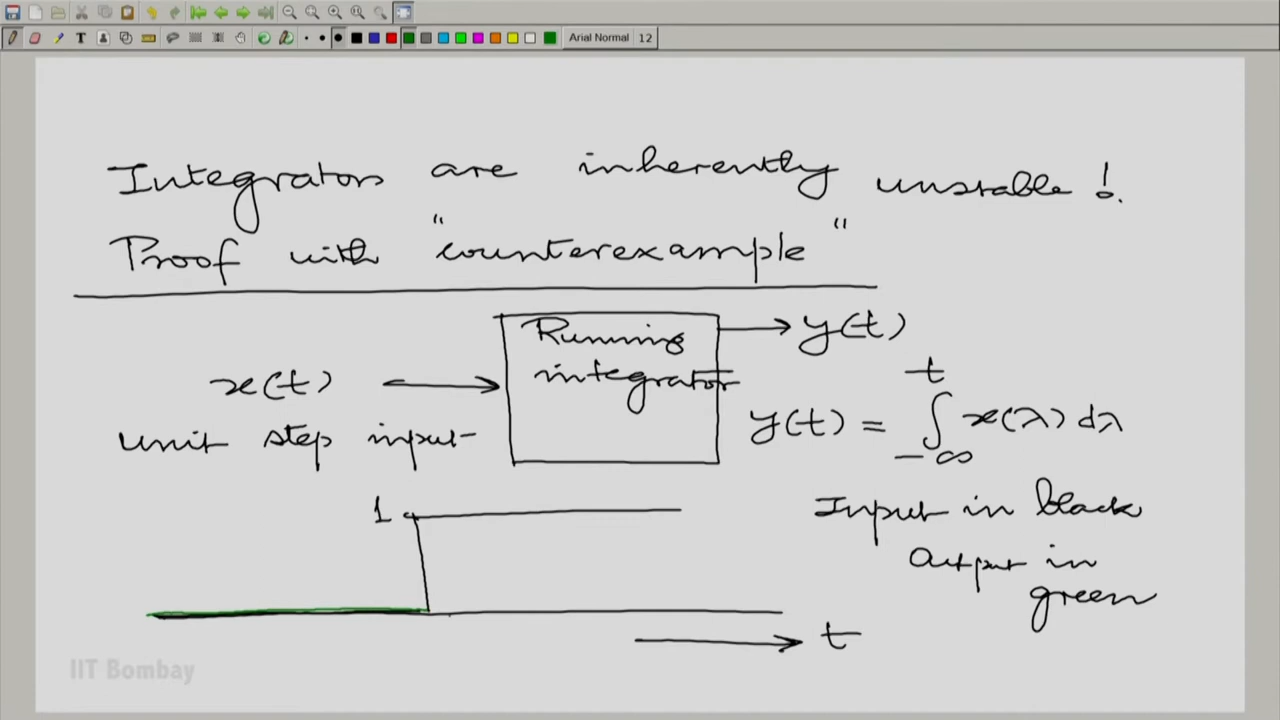 Arial Normal 12
Integrators are inherently unstable !
Proof with "counterexample"
Running integrator
x(t)
unit step input
y(t)
y(t) = ∫_{-∞}^{t} x(λ) dλ
Input in black
Output in green
1
t
IIT Bombay